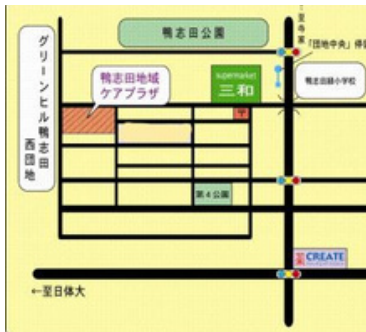 鴨志田公園
…至寺家
「団地中央」停留
グリーンヒル鴨志田
西団地
鴨志田地域
ケアプラザ
supermarket
三和
鴨志田緑小学校
〒
第4公園
薬 CREATE
←至日体大